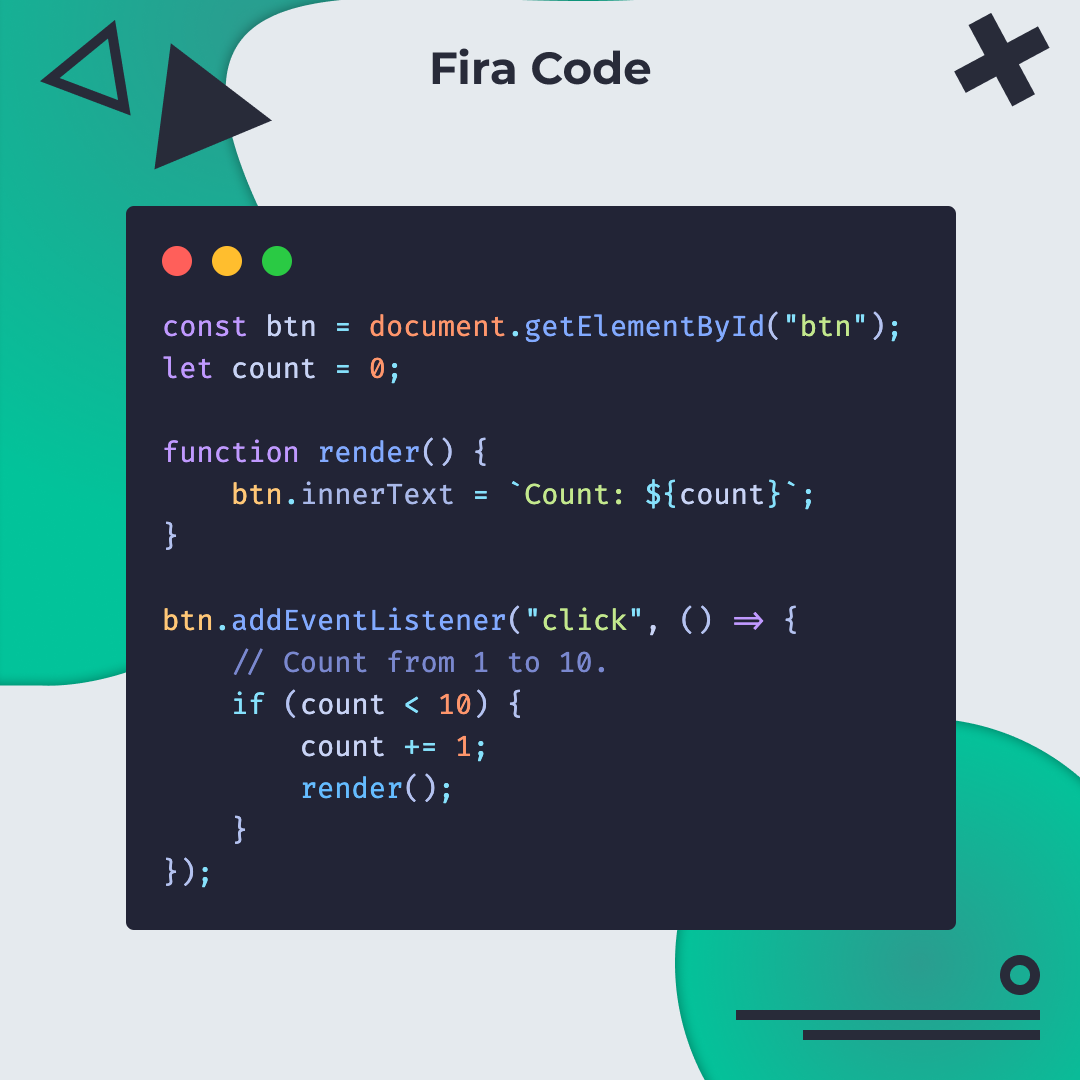 Fira Code
const btn = document.getElementById("btn");
let count = 0;

function render() {
    btn.innerText = `Count: ${count}`;
}

btn.addEventListener("click", () => {
    // Count from 1 to 10.
    if (count < 10) {
        count += 1;
        render();
    }
});